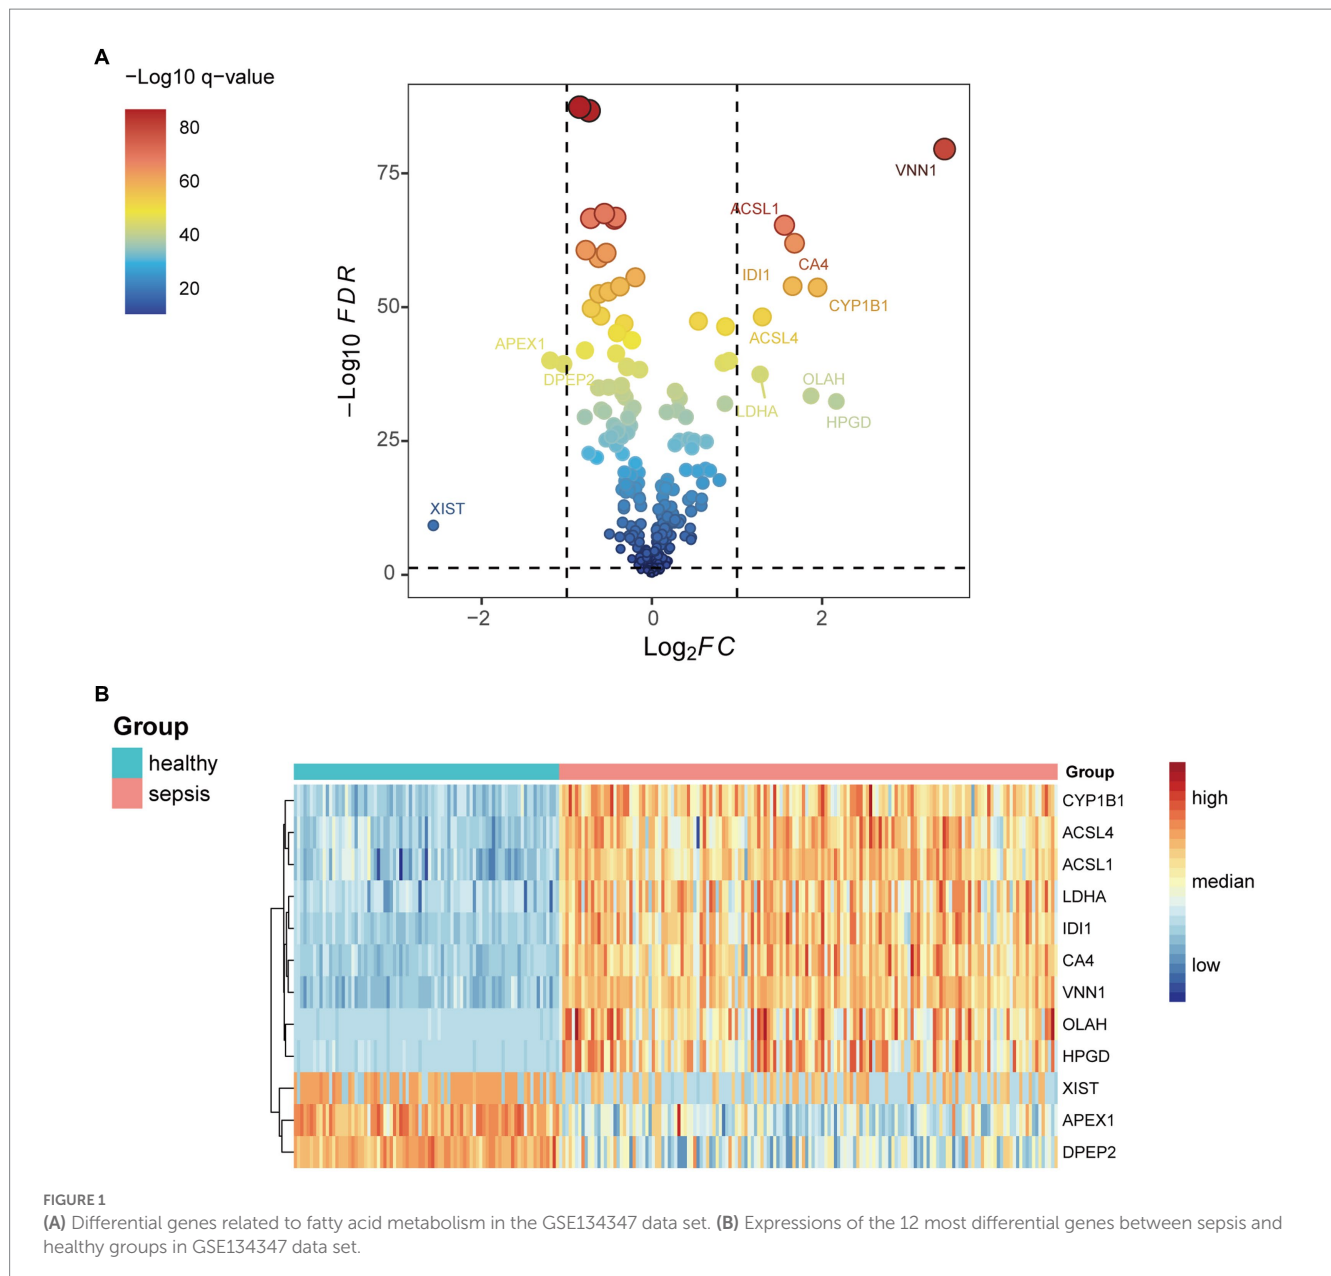 A
−Log10 q−value
80
60
40
20
−Log10 FDR
75
50
25
0
VNN1
ACSL1
CA4
IDI1
CYP1B1
ACSL4
APEX1
DPEP2
OLAH
LDHA
HPGD
XIST
−2
0
2
Log2FC
B
Group
healthy
sepsis
Group
CYP1B1
ACSL4
ACSL1
LDHA
IDI1
CA4
VNN1
OLAH
HPGD
XIST
APEX1
DPEP2
high
median
low
FIGURE 1
(A) Differential genes related to fatty acid metabolism in the GSE134347 data set. (B) Expressions of the 12 most differential genes between sepsis and
healthy groups in GSE134347 data set.